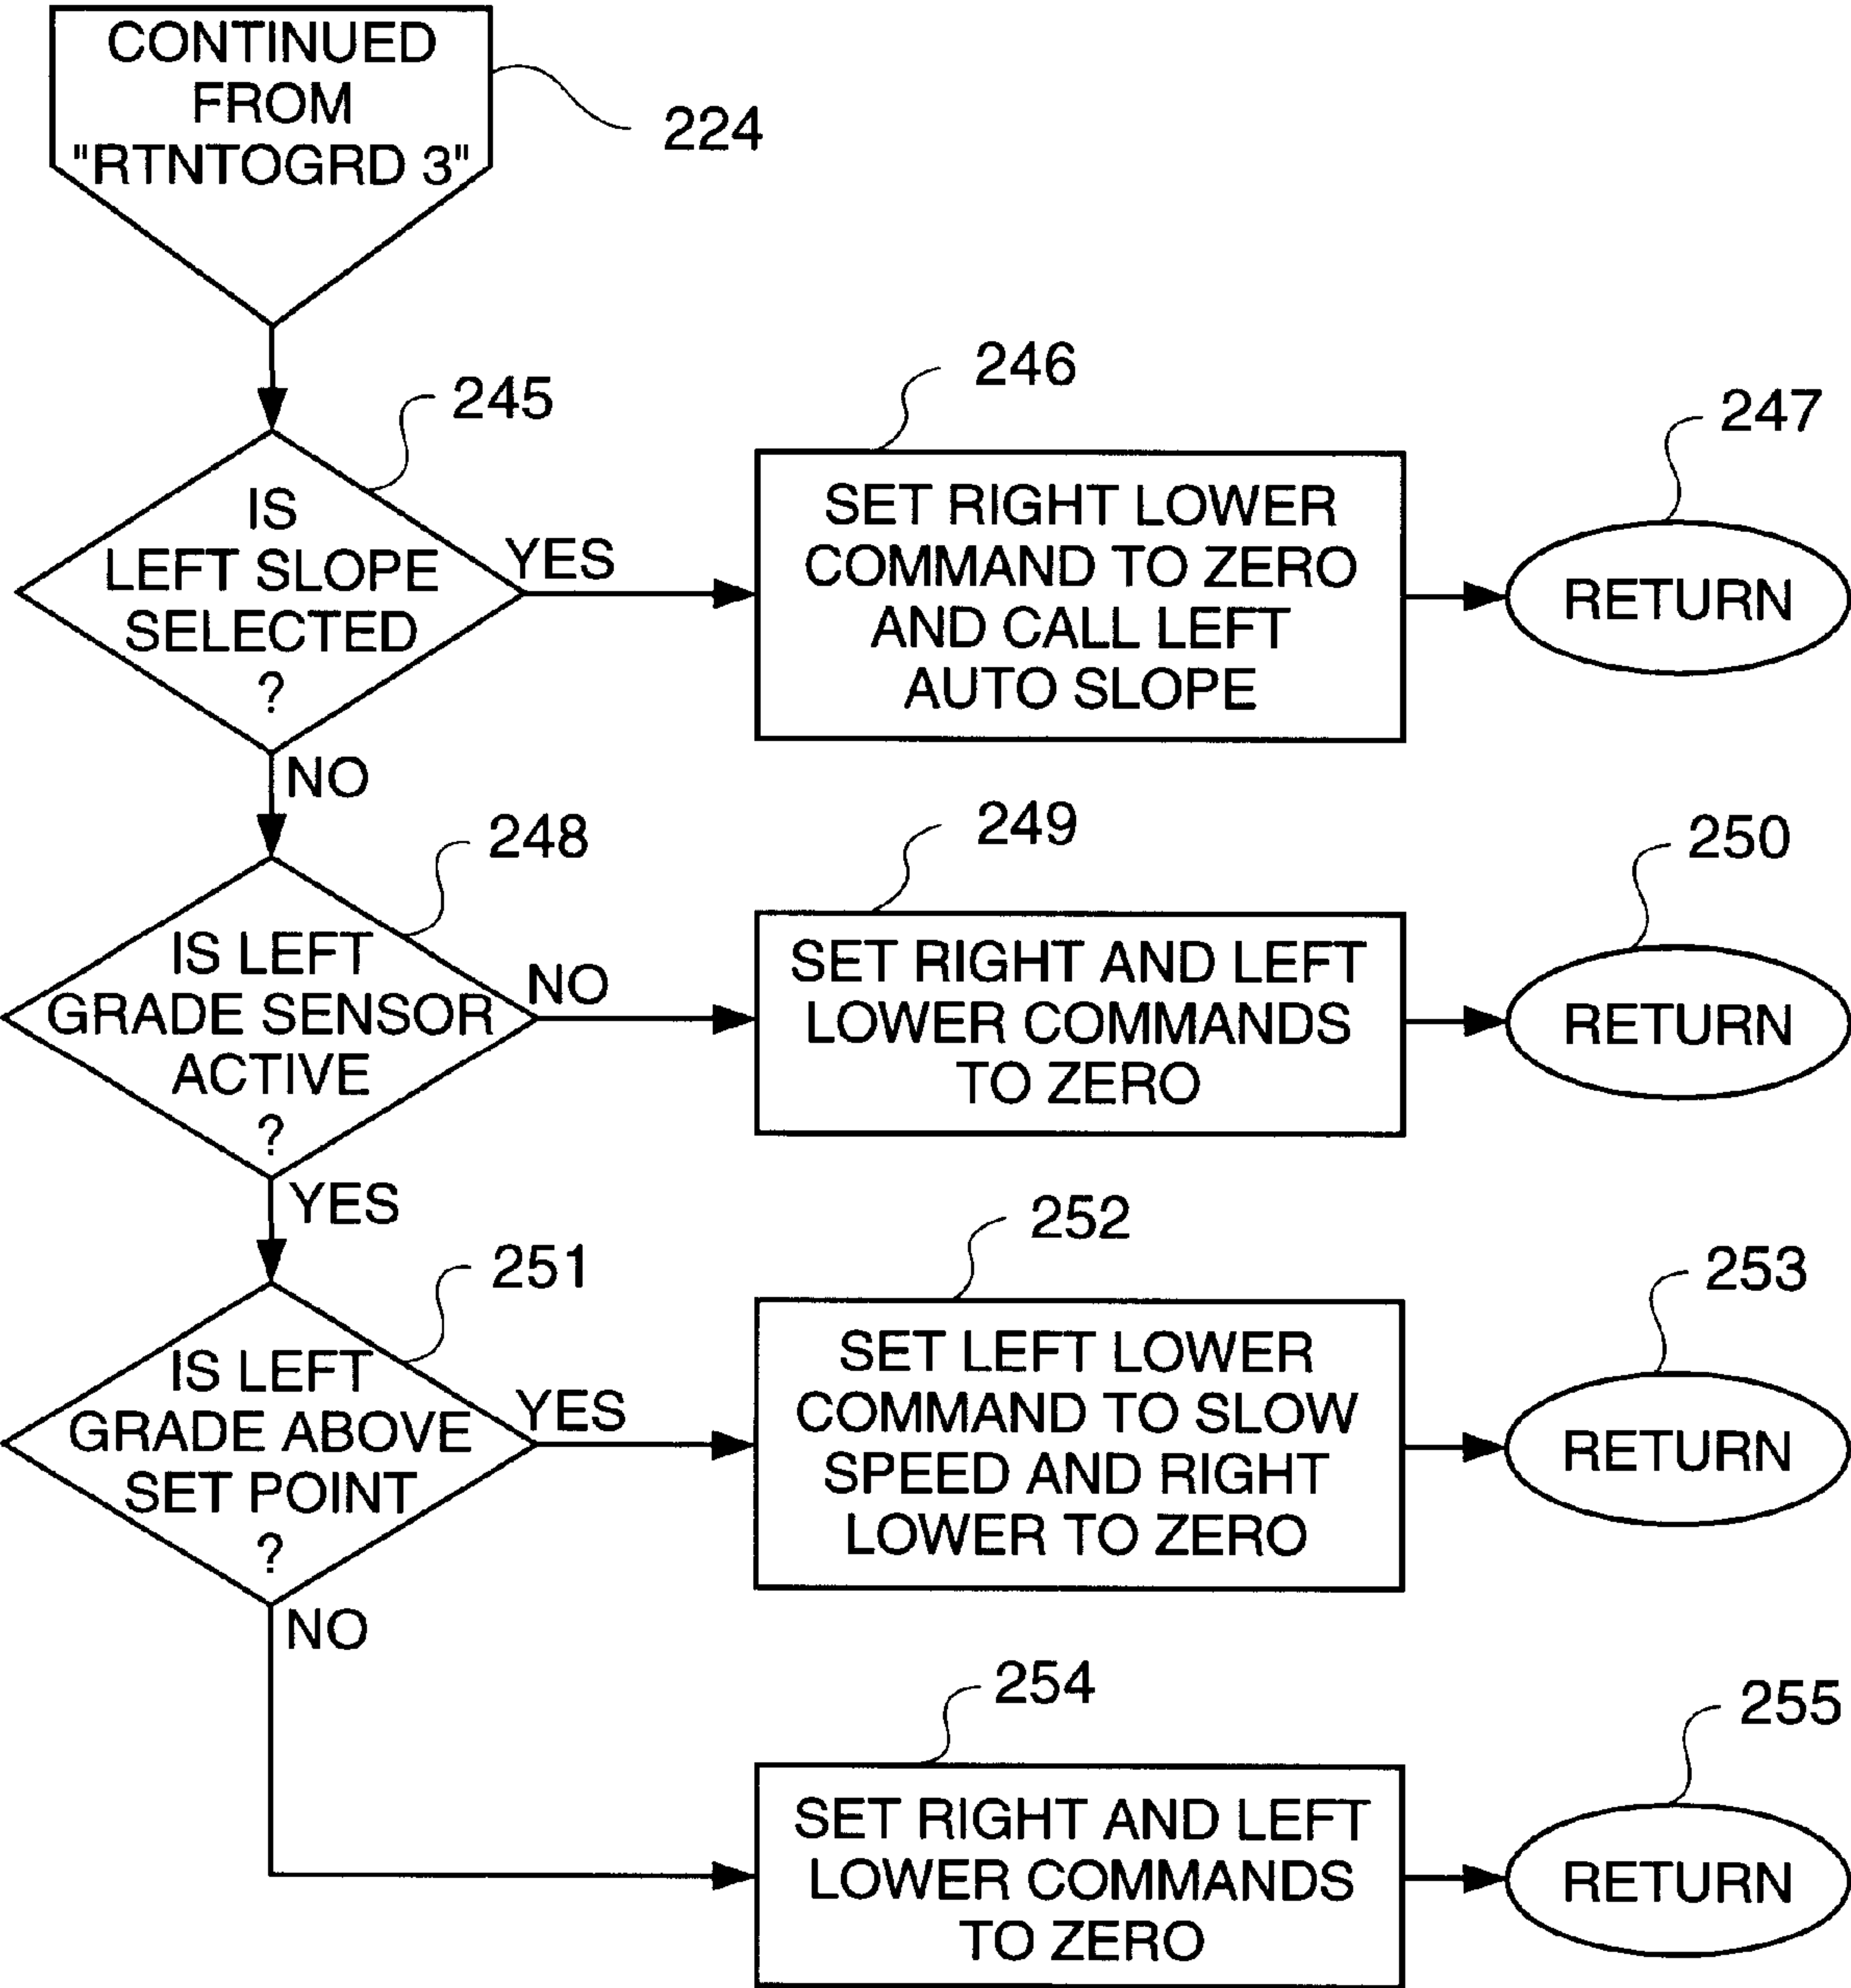 CONTINUED
FROM
"RTNTOGRD 3"
224
245
IS
LEFT SLOPE
SELECTED
?
YES
NO
246
SET RIGHT LOWER
COMMAND TO ZERO
AND CALL LEFT
AUTO SLOPE
247
RETURN
248
IS LEFT
GRADE SENSOR
ACTIVE
?
NO
YES
249
SET RIGHT AND LEFT
LOWER COMMANDS
TO ZERO
250
RETURN
251
IS LEFT
GRADE ABOVE
SET POINT
?
YES
NO
252
SET LEFT LOWER
COMMAND TO SLOW
SPEED AND RIGHT
LOWER TO ZERO
253
RETURN
254
SET RIGHT AND LEFT
LOWER COMMANDS
TO ZERO
255
RETURN